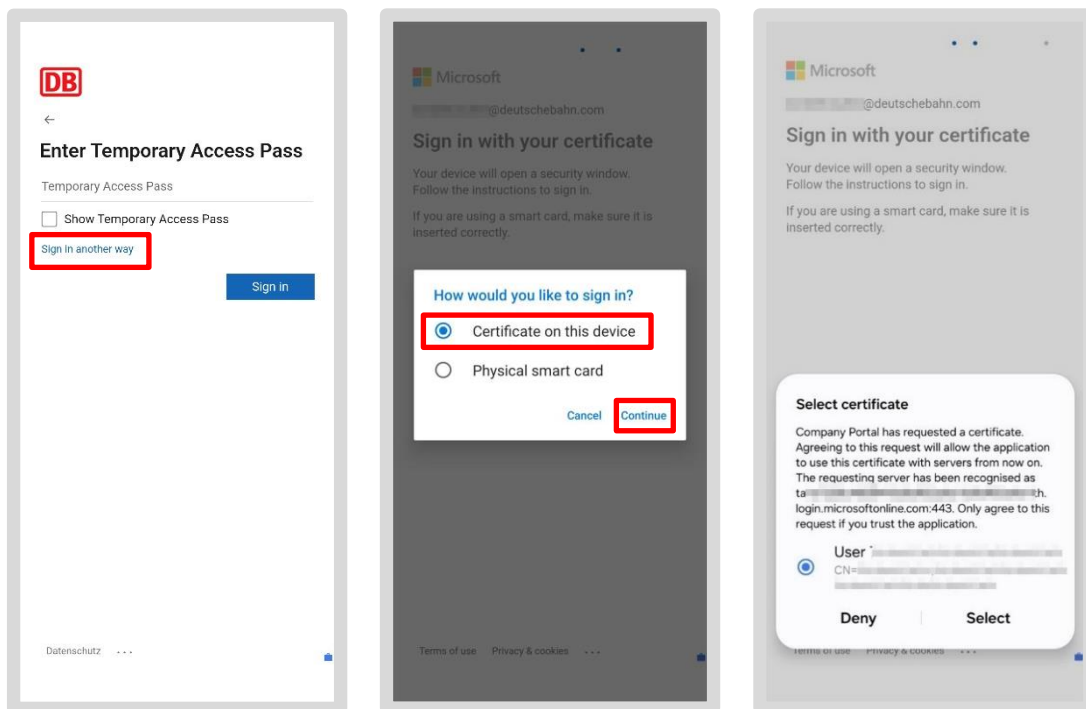 DB
Enter Temporary Access Pass
Temporary Access Pass
Show Temporary Access Pass
Sign in another way
Sign in
Datenschutz ...
Microsoft
@deutschebahn.com
Sign in with your certificate
Your device will open a security window.
Follow the instructions to sign in.
If you are using a smart card, make sure it is
inserted correctly.
How would you like to sign in?
Certificate on this device
Physical smart card
Cancel Continue
Terms of use Privacy & cookies ...
Microsoft
@deutschebahn.com
Sign in with your certificate
Your device will open a security window.
Follow the instructions to sign in.
If you are using a smart card, make sure it is
inserted correctly.
Select certificate
Company Portal has requested a certificate.
Agreeing to this request will allow the application
to use this certificate with servers from now on.
The requesting server has been recognised as
ta th.
login.microsoftonline.com:443. Only agree to this
request if you trust the application.
User
CN=
Deny Select
Terms of use Privacy & cookies ...